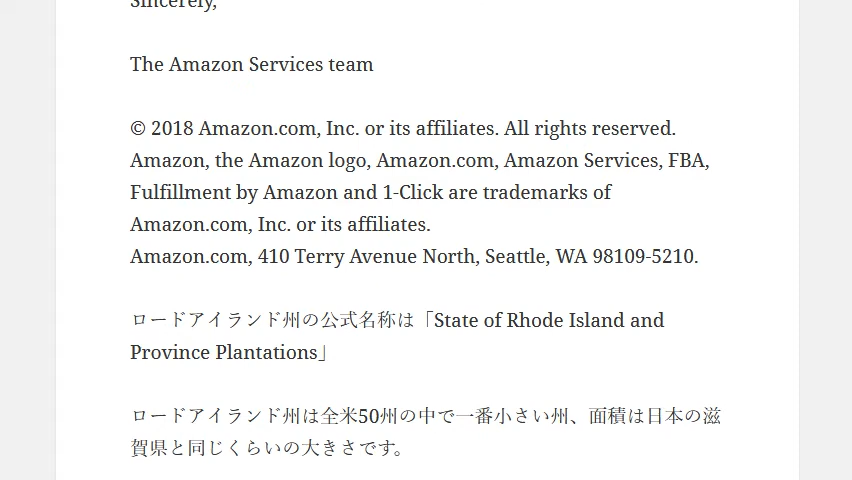 Sincerely,
The Amazon Services team
© 2018 Amazon.com, Inc. or its affiliates. All rights reserved.
Amazon, the Amazon logo, Amazon.com, Amazon Services, FBA,
Fulfillment by Amazon and 1-Click are trademarks of
Amazon.com, Inc. or its affiliates.
Amazon.com, 410 Terry Avenue North, Seattle, WA 98109-5210.
ロードアイランド州の公式名称は「State of Rhode Island and
Province Plantations」
ロードアイランド州は全米50州の中で一番小さい州、面積は日本の滋
賀県と同じくらいの大きさです。